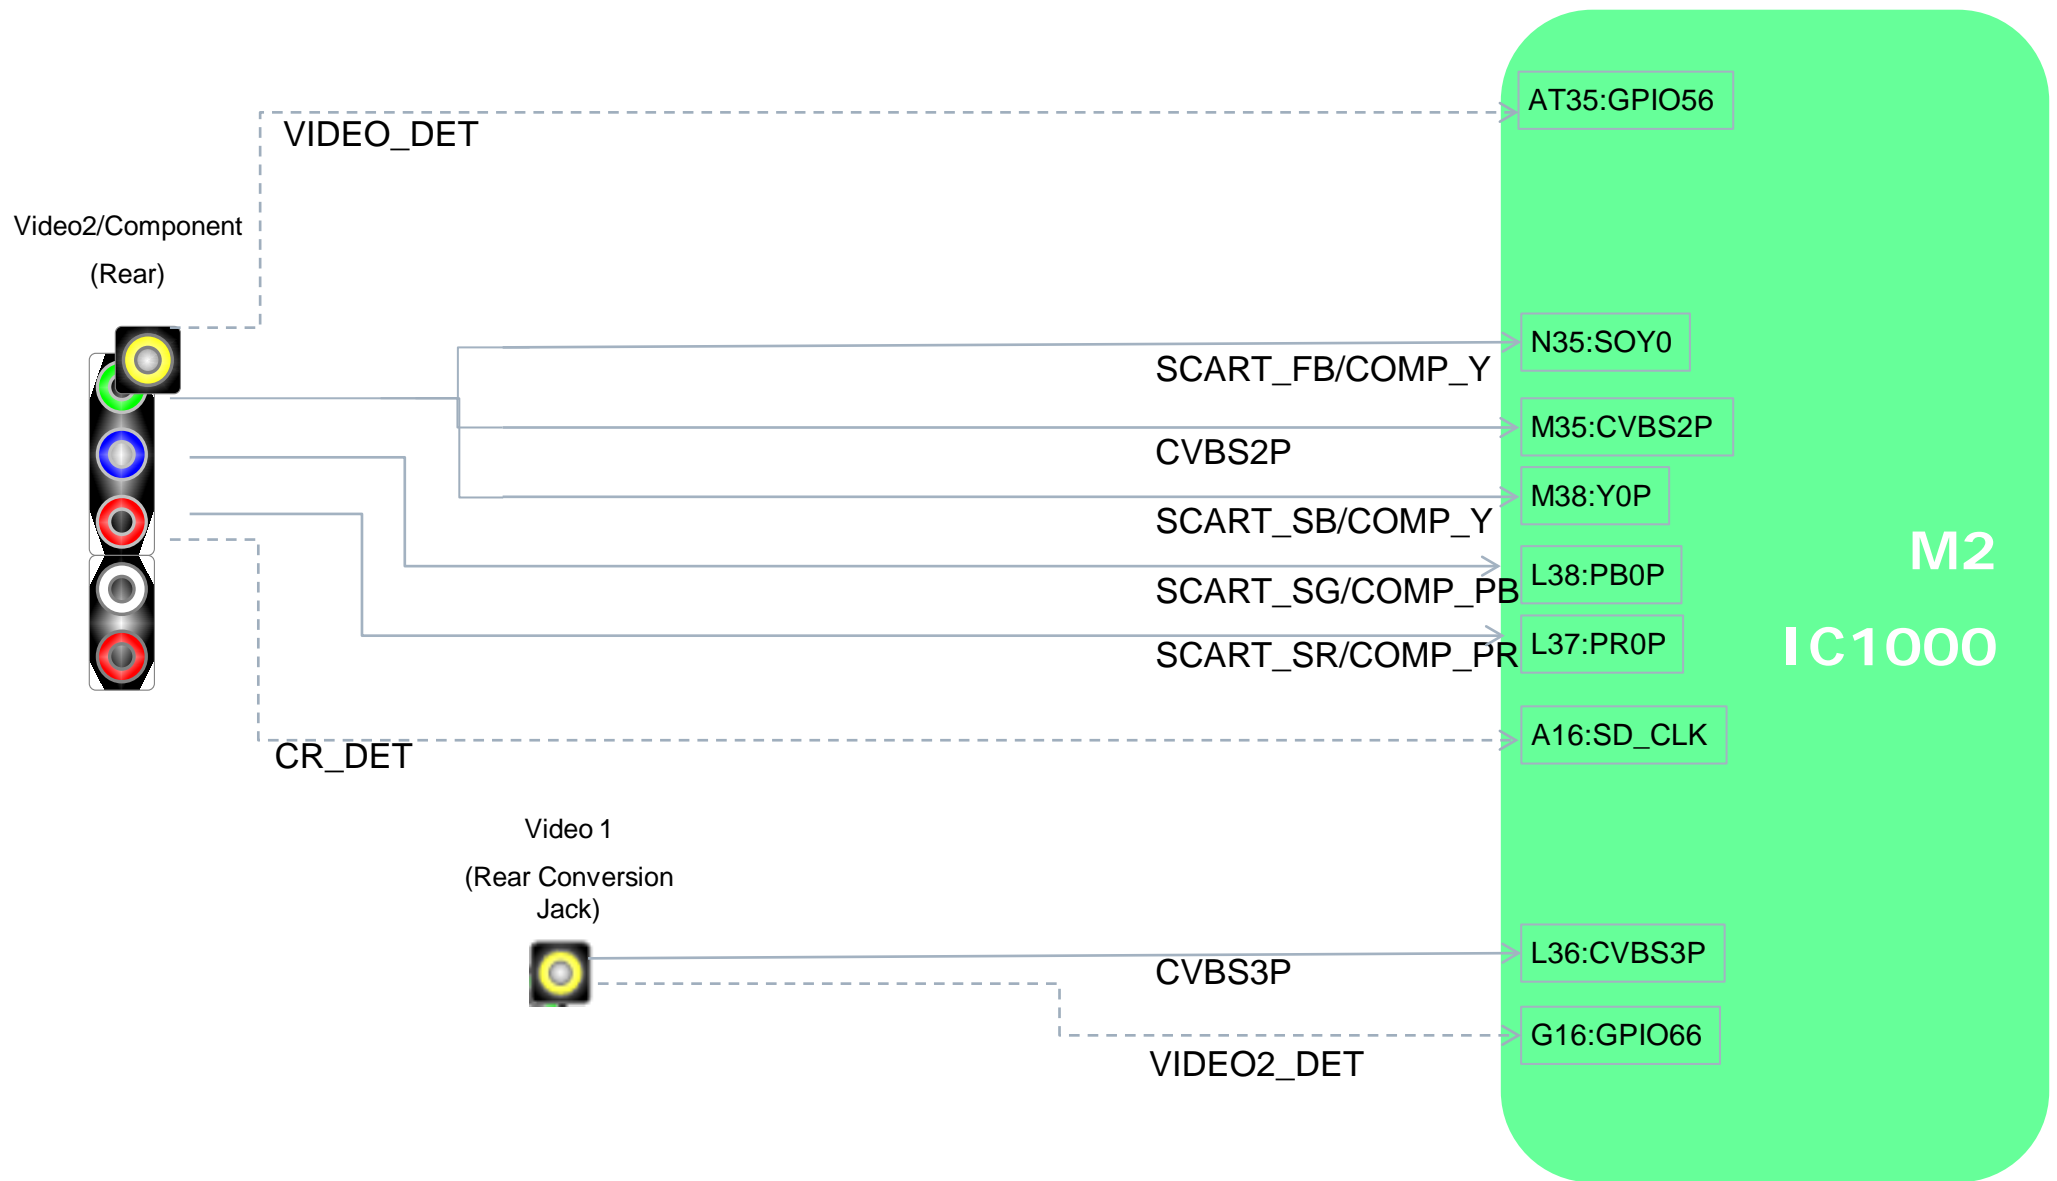 AT35:GPIO56
VIDEO_DET
Video2/Component
(Rear)
N35:SOY0
SCART_FB/COMP_Y
M35:CVBS2P
CVBS2P
M38:Y0P
SCART_SB/COMP_Y
M2
L38:PB0P
SCART_SG/COMP_PB
L37:PR0P
IC1000
SCART_SR/COMP_PR
A16:SD_CLK
CR_DET
Video 1
(Rear Conversion
Jack)
L36:CVBS3P
CVBS3P
G16:GPIO66
VIDEO2_DET